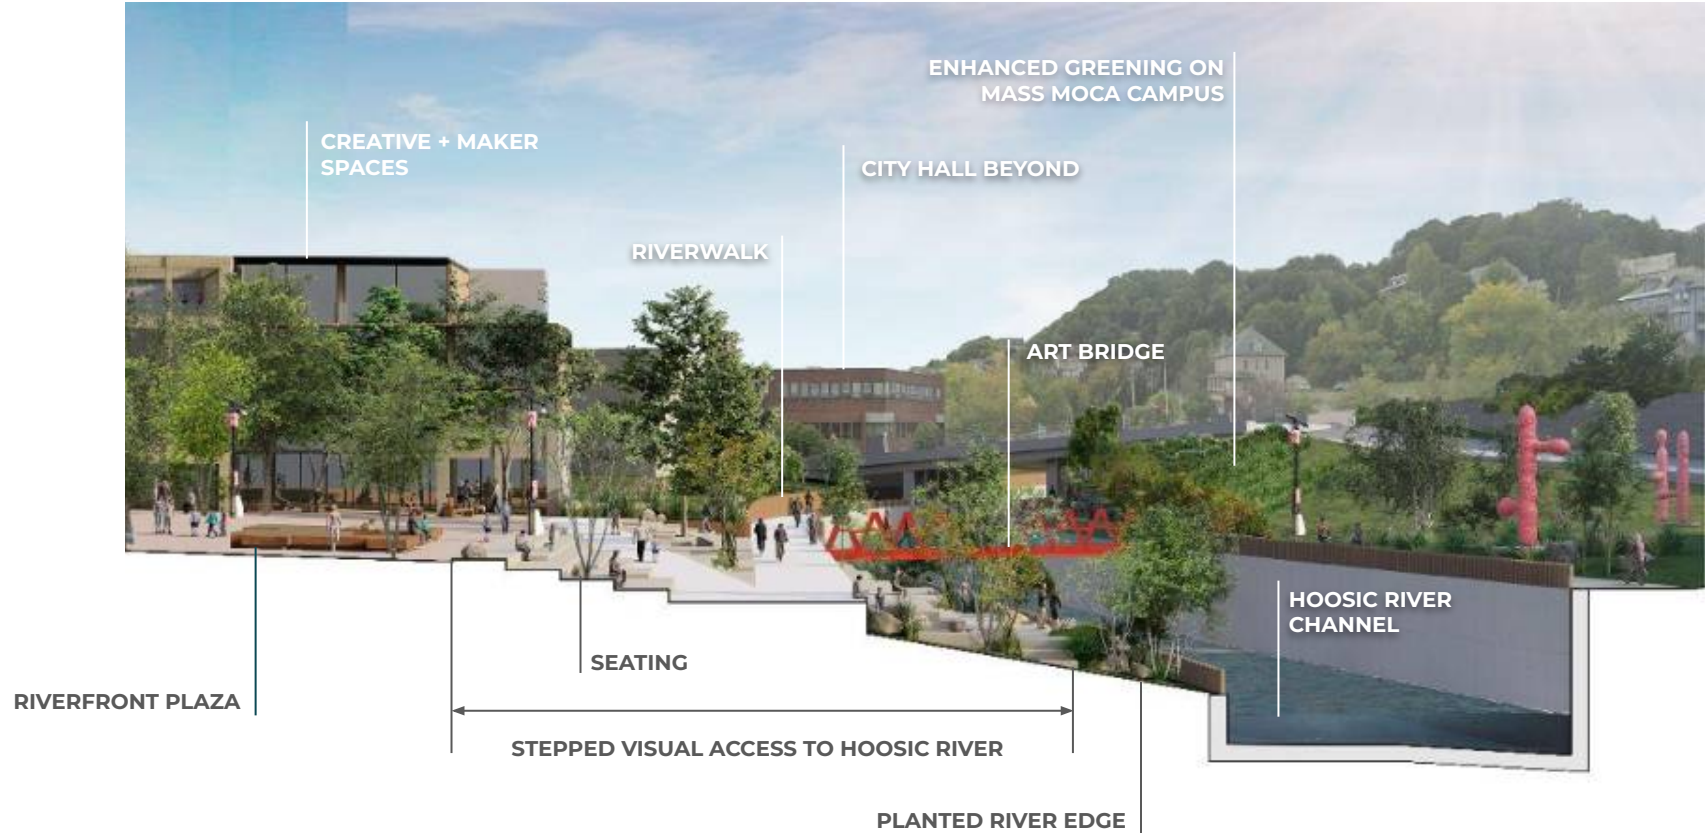 ENHANCED GREENING ON
MASS MOCA CAMPUS
CREATIVE + MAKER
SPACES
CITY HALL BEYOND
RIVERWALK
ART BRIDGE
HOOSIC RIVER
CHANNEL
SEATING
RIVERFRONT PLAZA
STEPPED VISUAL ACCESS TO HOOSIC RIVER
PLANTED RIVER EDGE